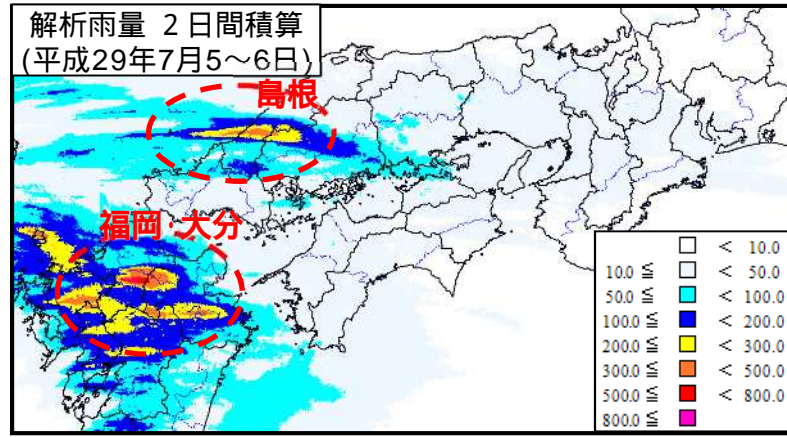 解析雨量 2日間積算
(平成29年7月5～6日)
島根
福岡・大分
< 10.0
10.0 ≦ < 50.0
50.0 ≦ < 100.0
100.0 ≦ < 200.0
200.0 ≦ < 300.0
300.0 ≦ < 500.0
500.0 ≦ < 800.0
800.0 ≦